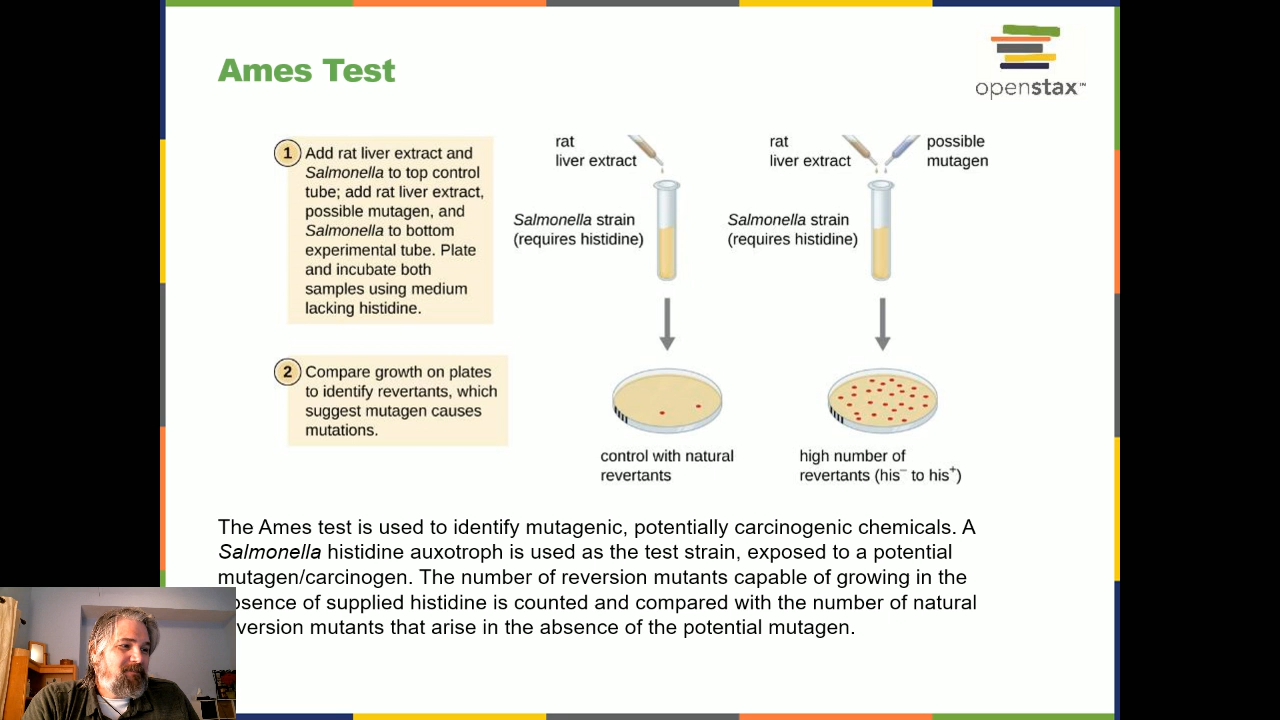 Ames Test
openstax™
1
Add rat liver extract and
Salmonella to top control
tube; add rat liver extract,
possible mutagen, and
Salmonella to bottom
experimental tube. Plate
and incubate both
samples using medium
lacking histidine.
rat
liver extract
Salmonella strain
(requires histidine)
rat
liver extract
possible
mutagen
Salmonella strain
(requires histidine)
2
Compare growth on plates
to identify revertants, which
suggest mutagen causes
mutations.
control with natural
revertants
high number of
revertants (his⁻ to his⁺)
The Ames test is used to identify mutagenic, potentially carcinogenic chemicals. A
Salmonella histidine auxotroph is used as the test strain, exposed to a potential
mutagen/carcinogen. The number of reversion mutants capable of growing in the
bsence of supplied histidine is counted and compared with the number of natural
version mutants that arise in the absence of the potential mutagen.